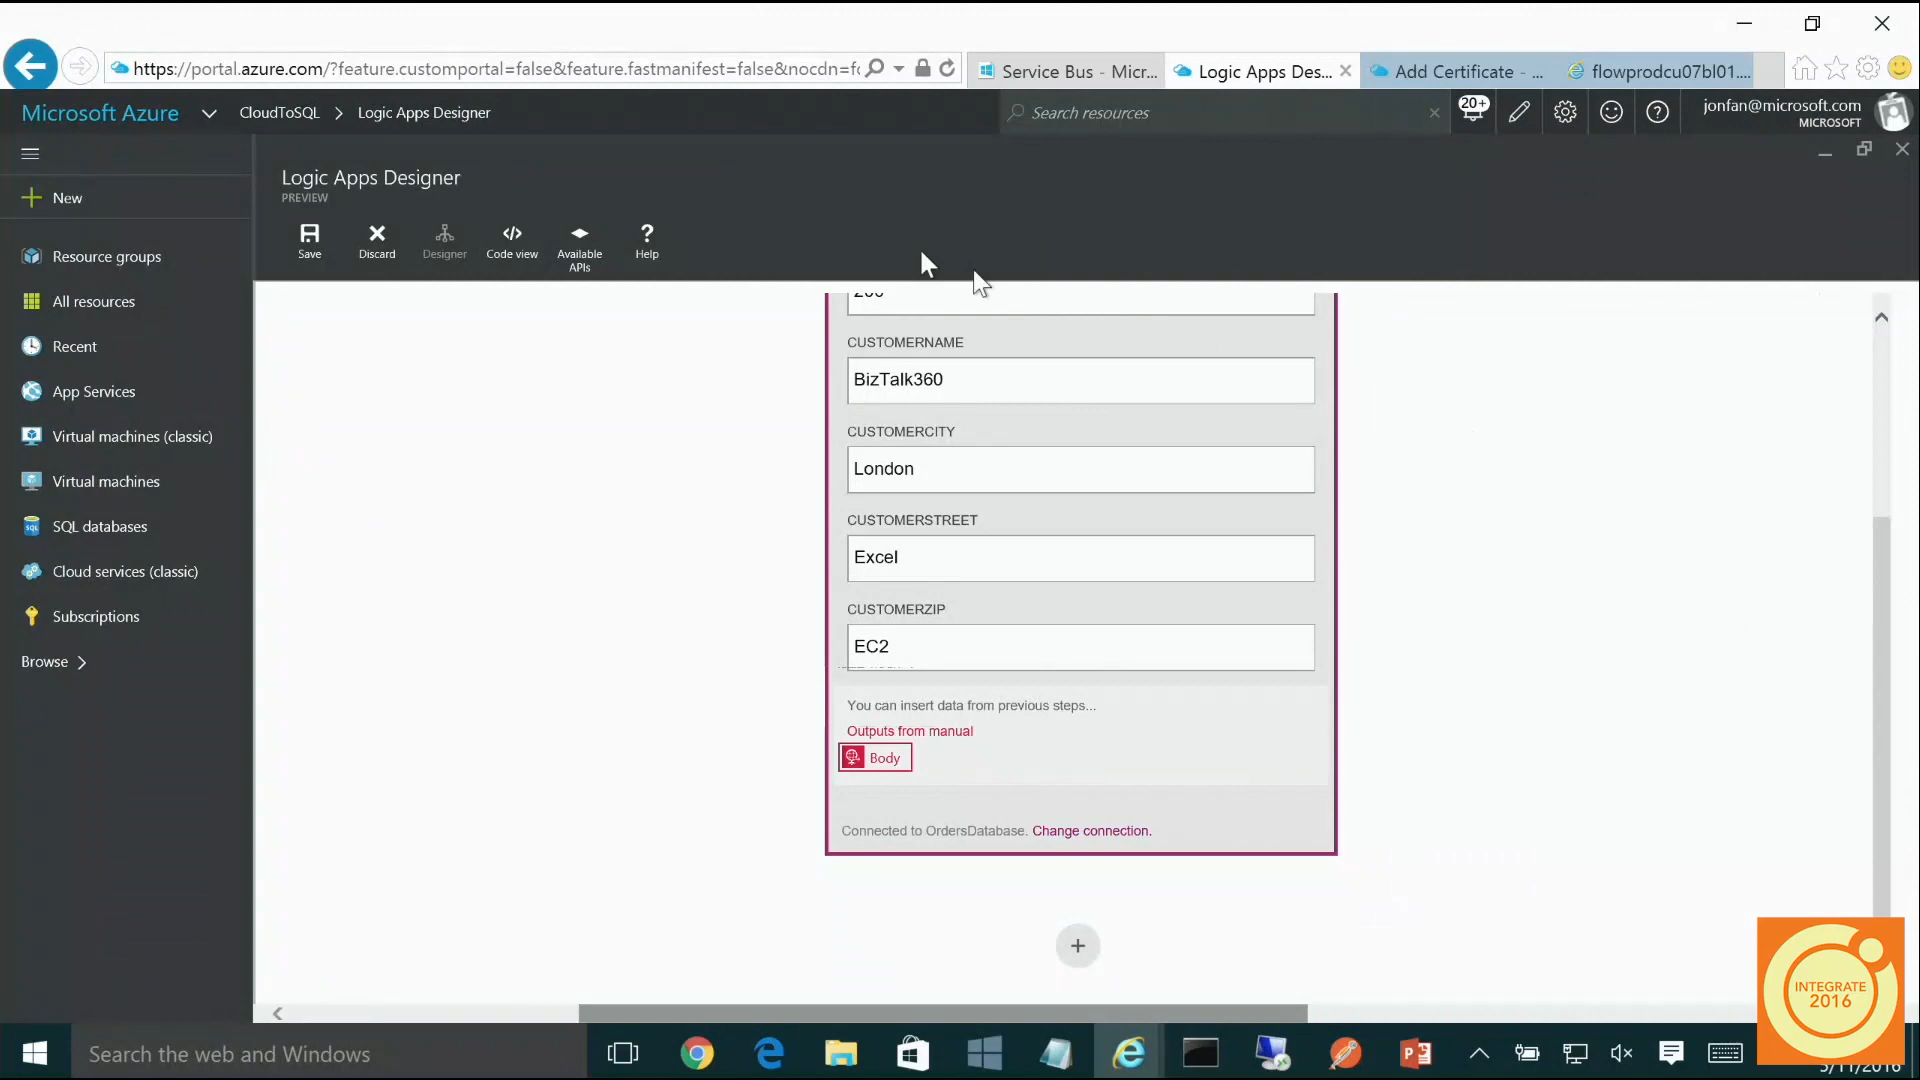 https://portal.azure.com/?feature.customportal=false&feature.fastmanifest=false&nocdn=f
Service Bus - Micr...
Logic Apps Des...
Add Certificate - ...
flowprodcu07bl01....
Microsoft Azure
CloudToSQL
Logic Apps Designer
Search resources
20+
jonfan@microsoft.com
MICROSOFT
New
Resource groups
All resources
Recent
App Services
Virtual machines (classic)
Virtual machines
SQL databases
Cloud services (classic)
Subscriptions
Browse
Logic Apps Designer
PREVIEW
Save
Discard
Designer
Code view
Available
APIs
Help
CUSTOMERNAME
BizTalk360
CUSTOMERCITY
London
CUSTOMERSTREET
Excel
CUSTOMERZIP
EC2
You can insert data from previous steps...
Outputs from manual
Body
Connected to OrdersDatabase. Change connection.
INTEGRATE
2016
Search the web and Windows
5/11/2016